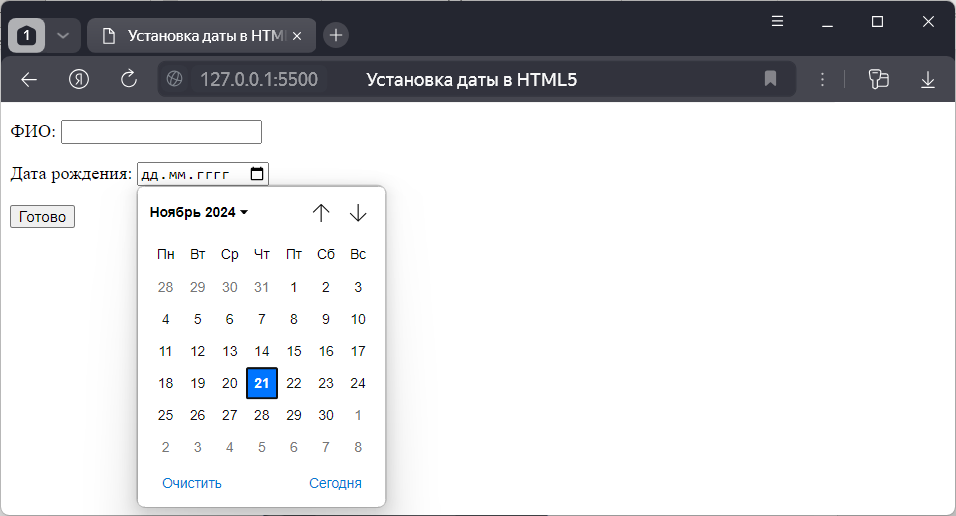 1 Установка даты в HTM
Я 127.0.0.1:5500 Установка даты в HTML5
ФИО:
Дата рождения: дд.мм.гггг
Готово
Ноябрь 2024
Пн Вт Ср Чт Пт Сб Вс
28 29 30 31 1 2 3
4 5 6 7 8 9 10
11 12 13 14 15 16 17
18 19 20 21 22 23 24
25 26 27 28 29 30 1
2 3 4 5 6 7 8
Очистить Сегодня